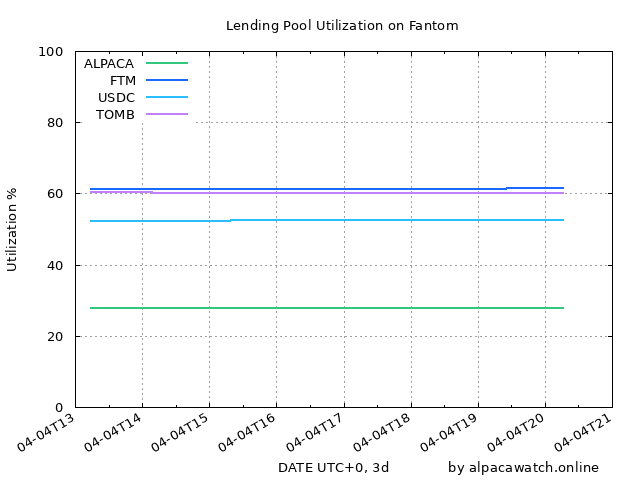 Lending Pool Utilization on Fantom
100
80
60
40
20
0
Utilization %
ALPACA
FTM
USDC
TOMB
04-04T13
04-04T14
04-04T15
04-04T16
04-04T17
04-04T18
04-04T19
04-04T20
04-04T21
DATE UTC+0, 3d
by alpacawatch.online